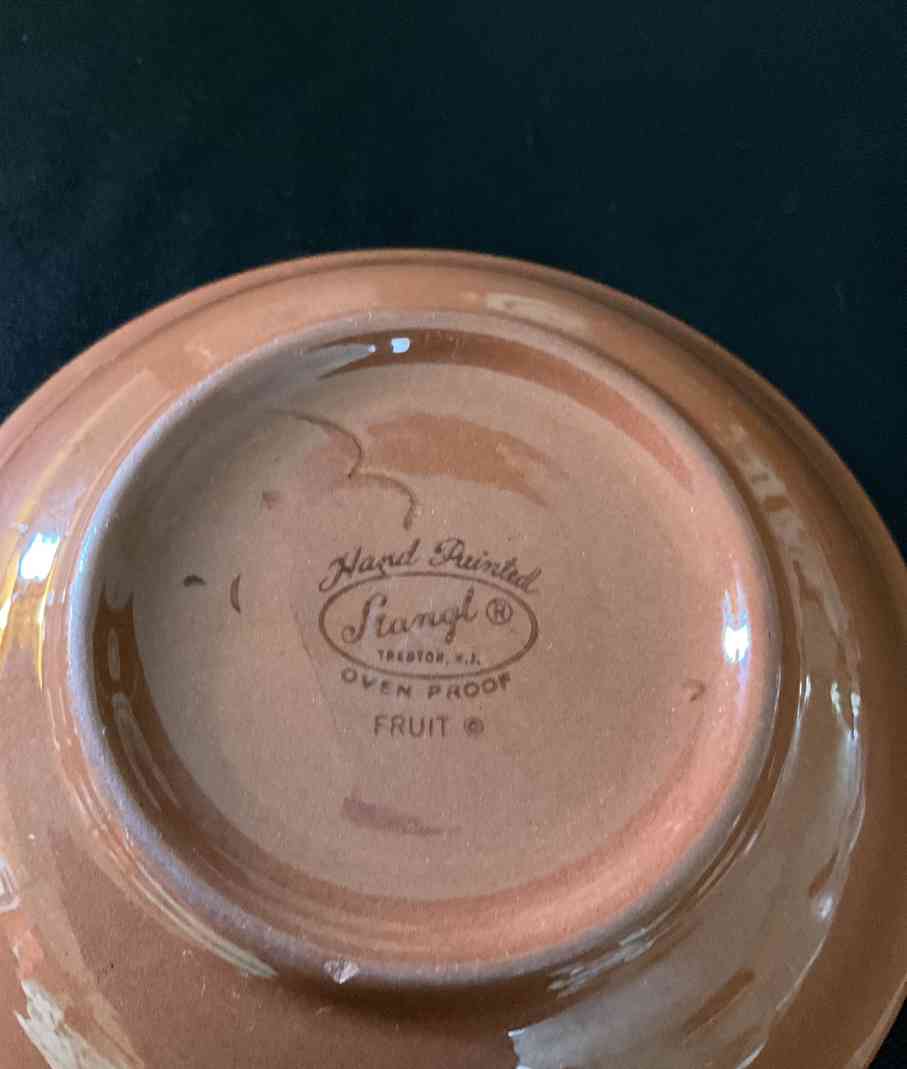 Hand Painted
Stangl ®
TRENTON, N.J.
OVEN PROOF
FRUIT ©